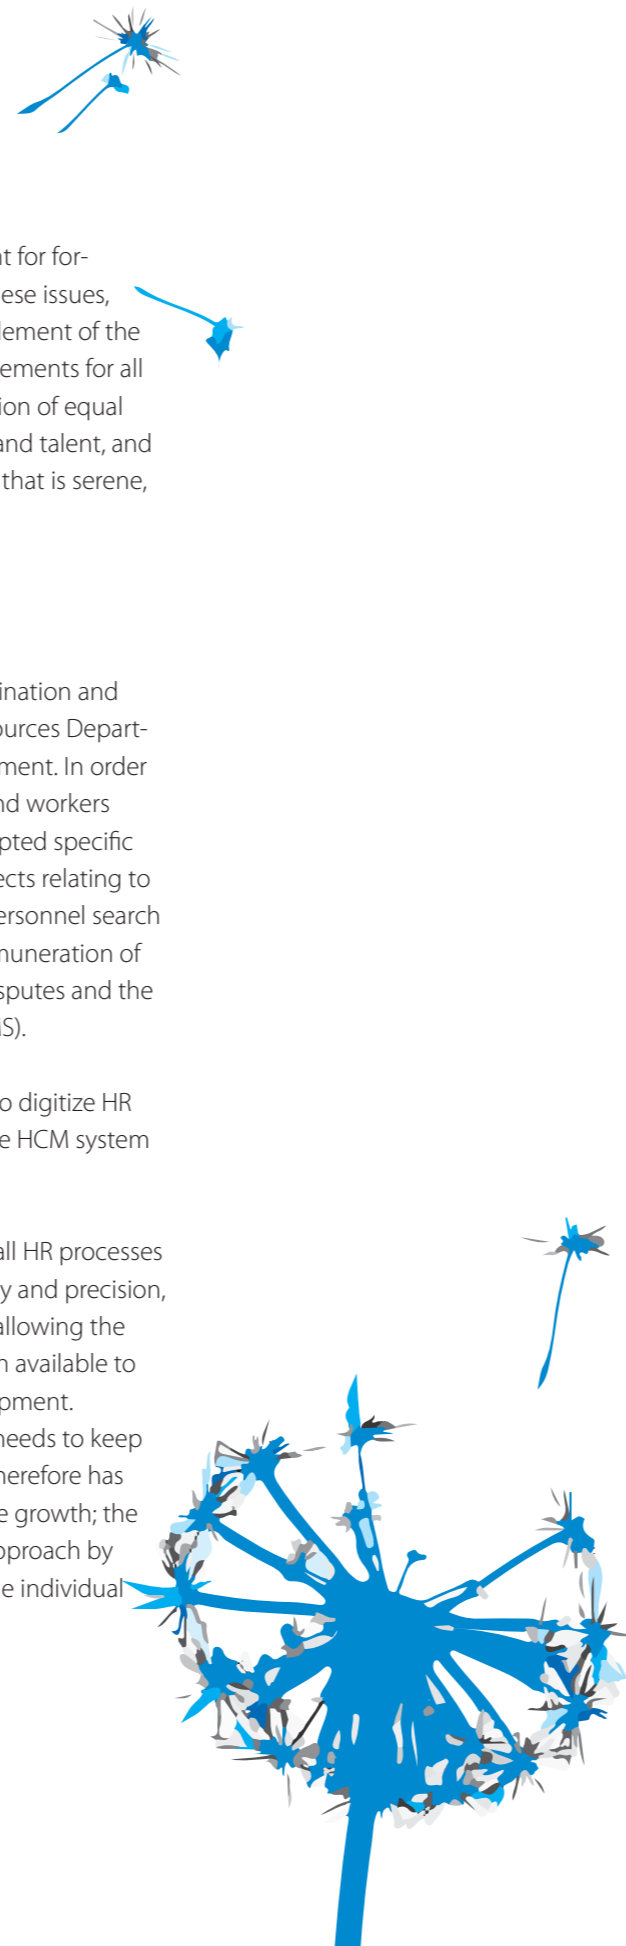 t for for-
ese issues,
lement of the
ements for all
ion of equal
and talent, and
that is serene,
ination and
ources Depart-
ment. In order
nd workers
pted specific
ects relating to
ersonnel search
muneration of
sputes and the
IS).
o digitize HR
e HCM system
all HR processes
y and precision,
allowing the
n available to
pment.
needs to keep
herefore has
e growth; the
pproach by
e individual